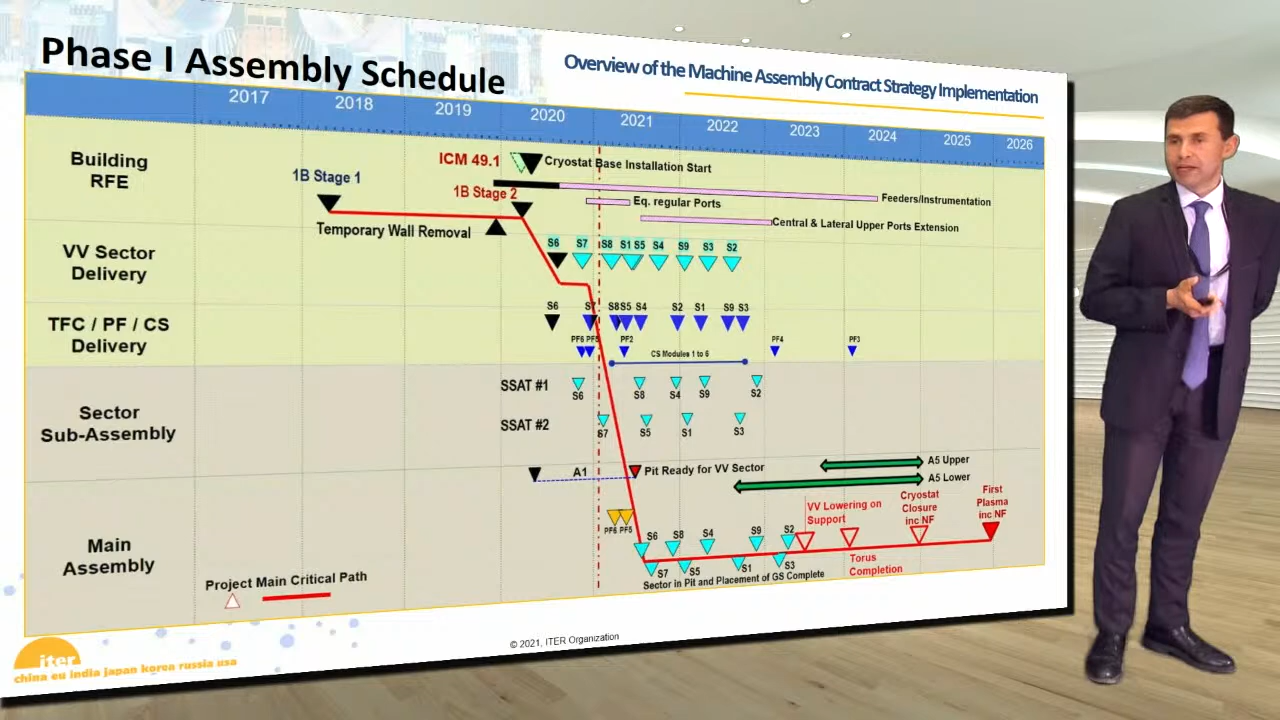 Phase I Assembly Schedule
Overview of the Machine Assembly Contract Strategy Implementation
2017 2018 2019 2020 2021 2022 2023 2024 2025 2026
Building
RFE
ICM 49.1
Cryostat Base Installation Start
1B Stage 1
1B Stage 2
Feeders/Instrumentation
Eq. regular Ports
Temporary Wall Removal
Central & Lateral Upper Ports Extension
VV Sector
Delivery
S6 S7 S8 S1 S5 S4 S9 S3 S2
TFC / PF / CS
Delivery
S6 S7 S8 S5 S4 S2 S1 S9 S3
PF6 PF5 PF2 PF4 PF3
CS Modules 1 to 6
Sector
Sub-Assembly
SSAT #1
S6 S8 S4 S9 S2
SSAT #2
S7 S5 S1 S3
A1
Pit Ready for VV Sector
A5 Upper
A5 Lower
Main
Assembly
PF6 PF5
S6 S8 S4 S9 S2
VV Lowering on
Support
Cryostat
Closure
inc NF
First
Plasma
inc NF
S7 S5 S1 S3
Torus
Completion
Sector in Pit and Placement of GS Complete
Project Main Critical Path
© 2021, ITER Organization
iter
china eu india japan korea russia usa